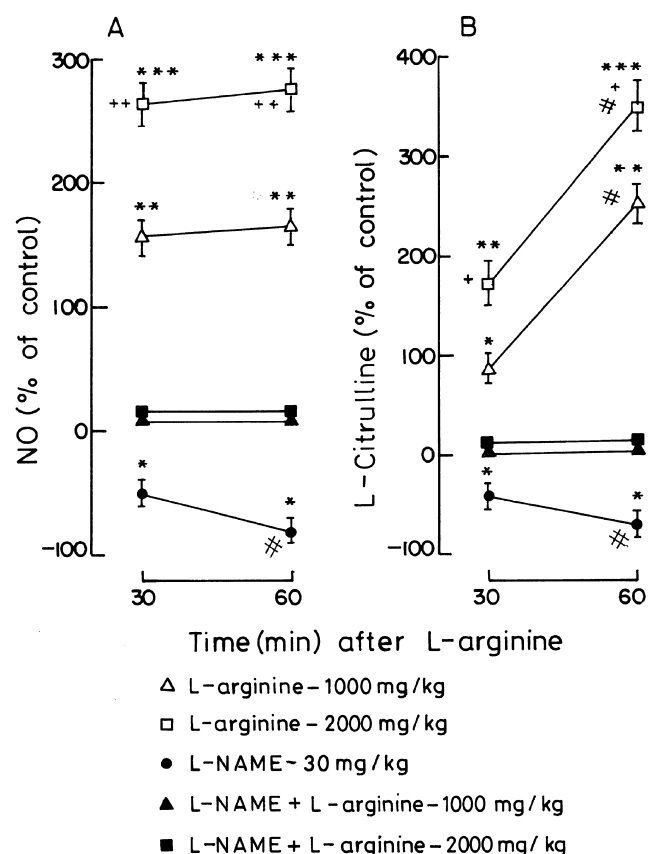 A
B
300
200
100
0
-100
NO (% of control)
*** ***
++ ++
** **
* *
#
30 60
400
300
200
100
0
-100
L-Citrulline (% of control)
***
+
#
** **
+ #
*
* *
#
30 60
Time (min) after L-arginine
△ L-arginine-1000 mg/kg
□ L-arginine-2000 mg/kg
● L-NAME-30 mg/kg
▲ L-NAME + L-arginine-1000 mg/kg
■ L-NAME + L-arginine-2000 mg/kg